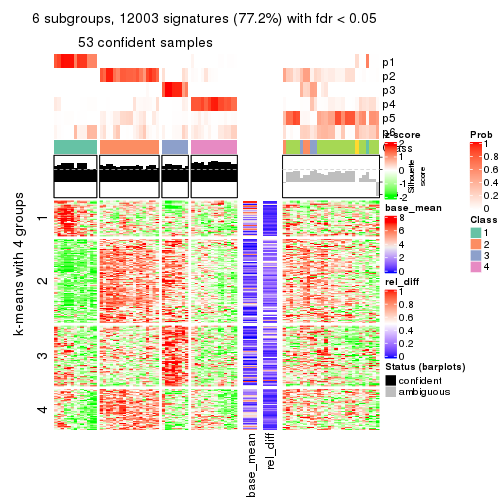 6 subgroups, 12003 signatures (77.2%) with fdr < 0.05
53 confident samples
p1
p2
p3
p4
p5
p6
Silhouette
score
k-means with 4 groups
1
2
3
4
base_mean
rel_diff
z-score
2
1
0
-1
-2
base_mean
8
6
4
2
0
rel_diff
1
0.8
0.6
0.4
0.2
0
Status (barplots)
confident
ambiguous
Prob
1
0.8
0.6
0.4
0.2
0
Class
1
2
3
4